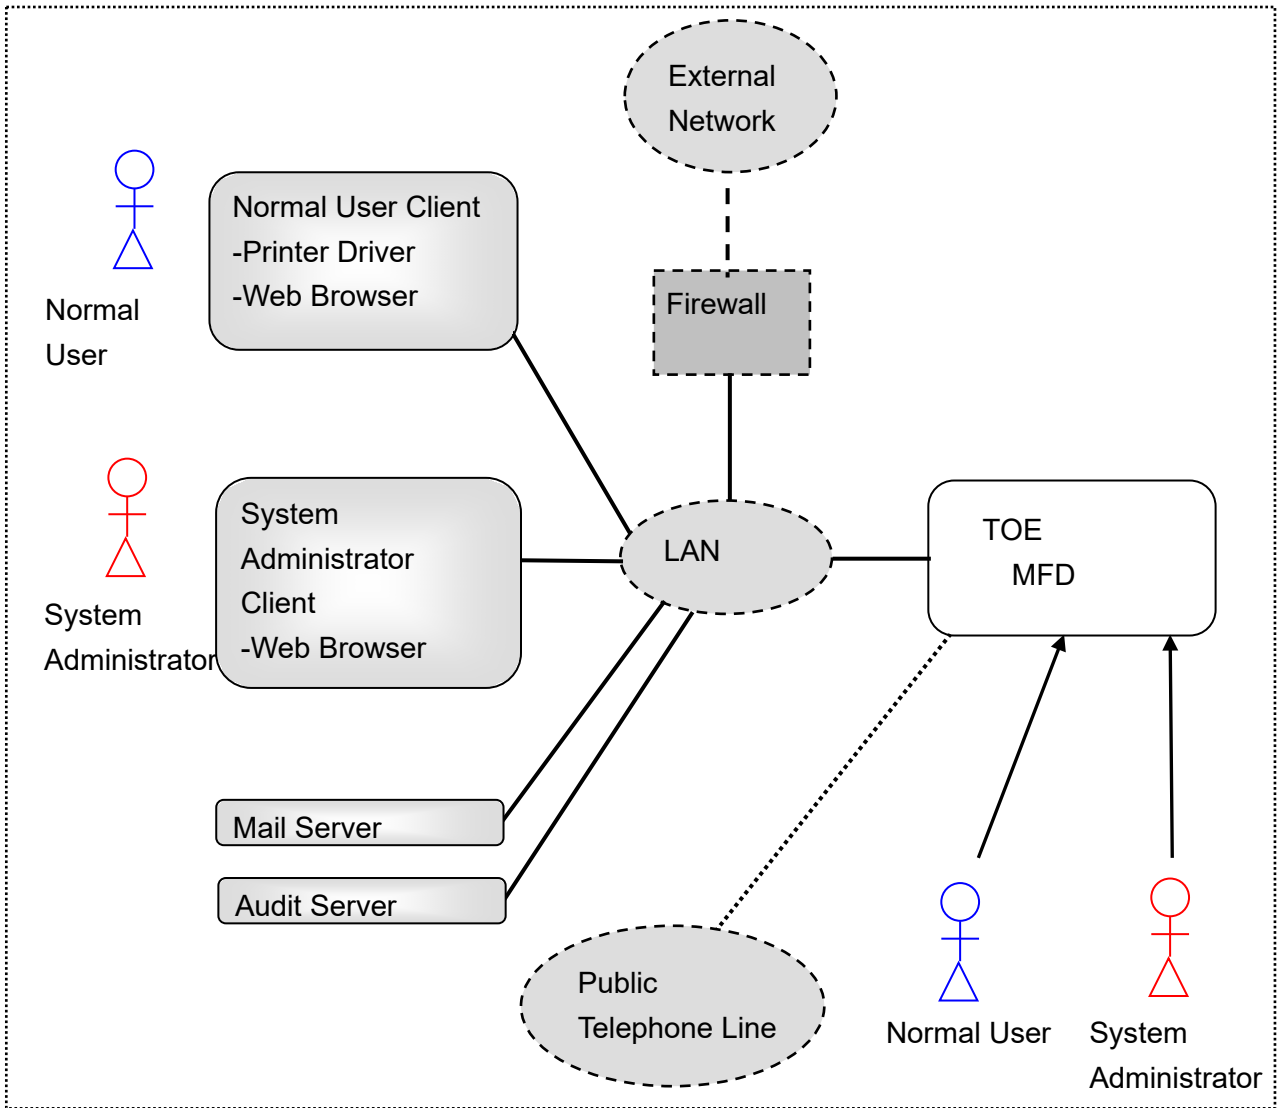 External
Network
Normal User Client
-Printer Driver
-Web Browser
Normal
User
Firewall
System
Administrator
Client
-Web Browser
System
Administrator
LAN
TOE
MFD
Mail Server
Audit Server
Public
Telephone Line
Normal User
System
Administrator